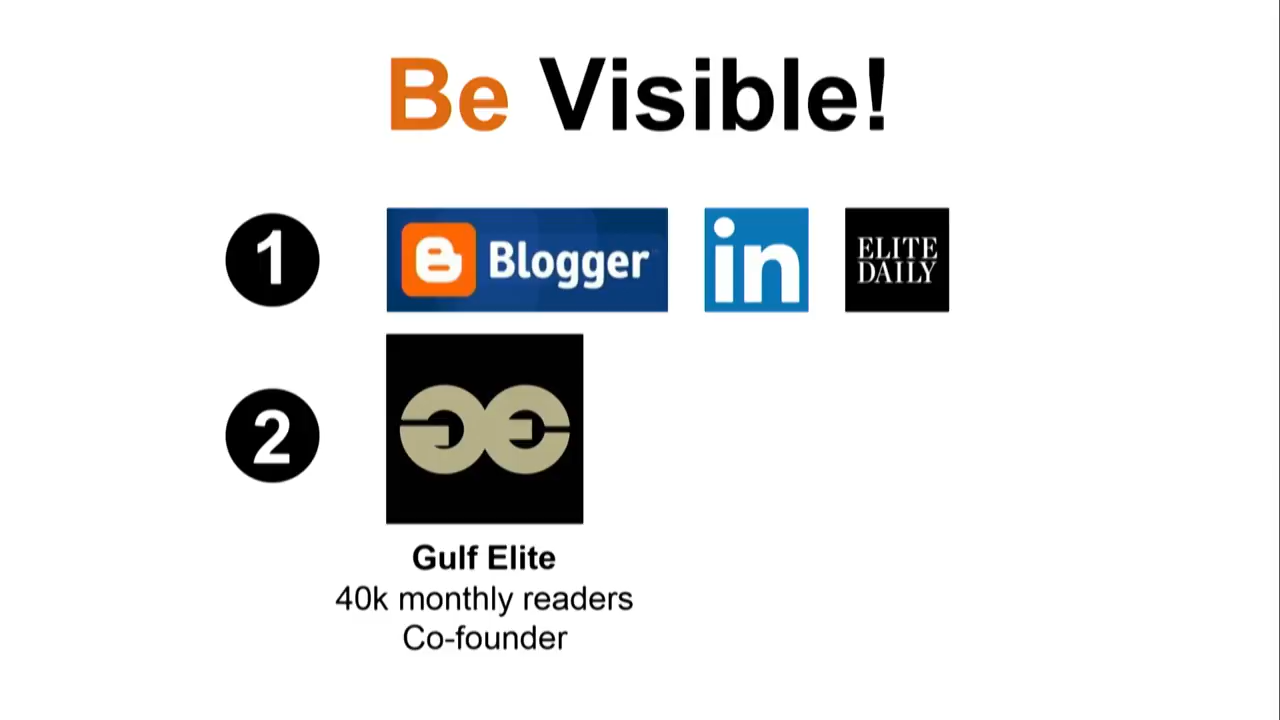 Be Visible!
1
Blogger
in
ELITE
DAILY
2
Gulf Elite
40k monthly readers
Co-founder